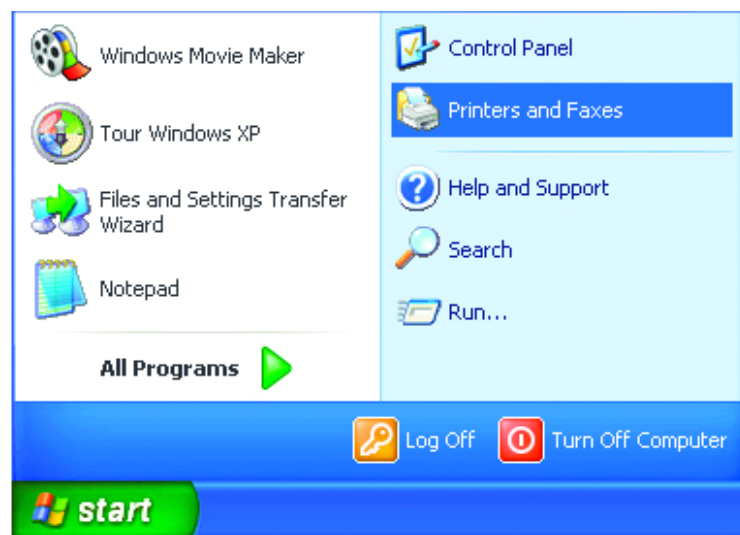 Windows Movie Maker
Tour Windows XP
Files and Settings Transfer
Wizard
Notepad
All Programs
Control Panel
Printers and Faxes
Help and Support
Search
Run...
Log Off
Turn Off Computer
start